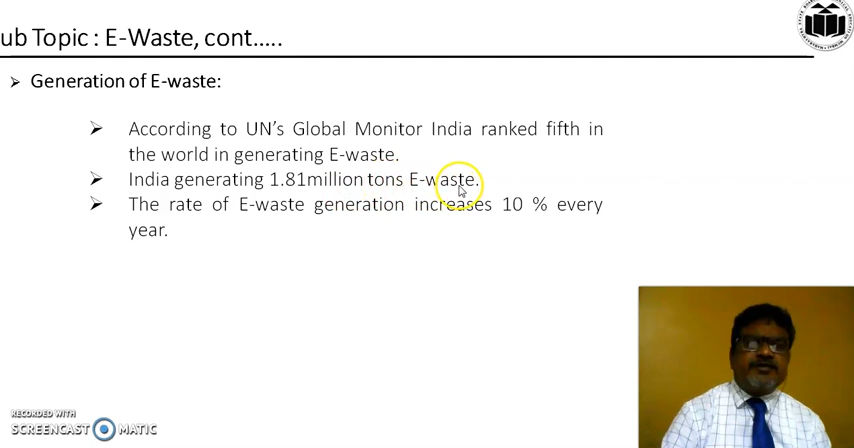 ub Topic : E-Waste, cont…..
➢ Generation of E-waste:
➢ According to UN’s Global Monitor India ranked fifth in
the world in generating E-waste.
➢ India generating 1.81million tons E-waste.
➢ The rate of E-waste generation increases 10 % every
year.
RECORDED WITH
SCREENCAST MATIC